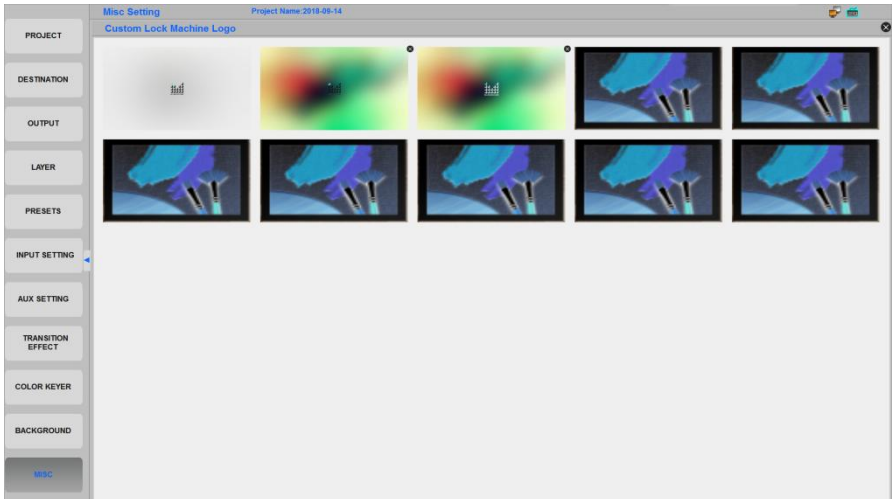 Misc Setting
Project Name:2018-09-14
Custom Lock Machine Logo
PROJECT
DESTINATION
OUTPUT
LAYER
PRESETS
INPUT SETTING
AUX SETTING
TRANSITION
EFFECT
COLOR KEYER
BACKGROUND
MISC